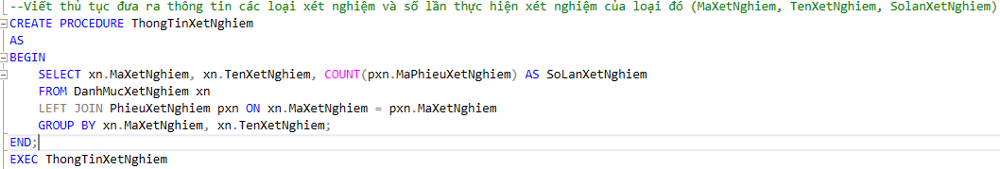 --Viết thủ tục đưa ra thông tin các loại xét nghiệm và số lần thực hiện xét nghiệm của loại đó (MaXetNghiem, TenXetNghiem, SolanXetNghiem)
CREATE PROCEDURE ThongTinXetNghiem
AS
BEGIN
SELECT xn.MaXetNghiem, xn.TenXetNghiem, COUNT(pxn.MaPhieuXetNghiem) AS SoLanXetNghiem
FROM DanhMucXetNghiem xn
LEFT JOIN PhieuXetNghiem pxn ON xn.MaXetNghiem = pxn.MaXetNghiem
GROUP BY xn.MaXetNghiem, xn.TenXetNghiem;
END;
EXEC ThongTinXetNghiem